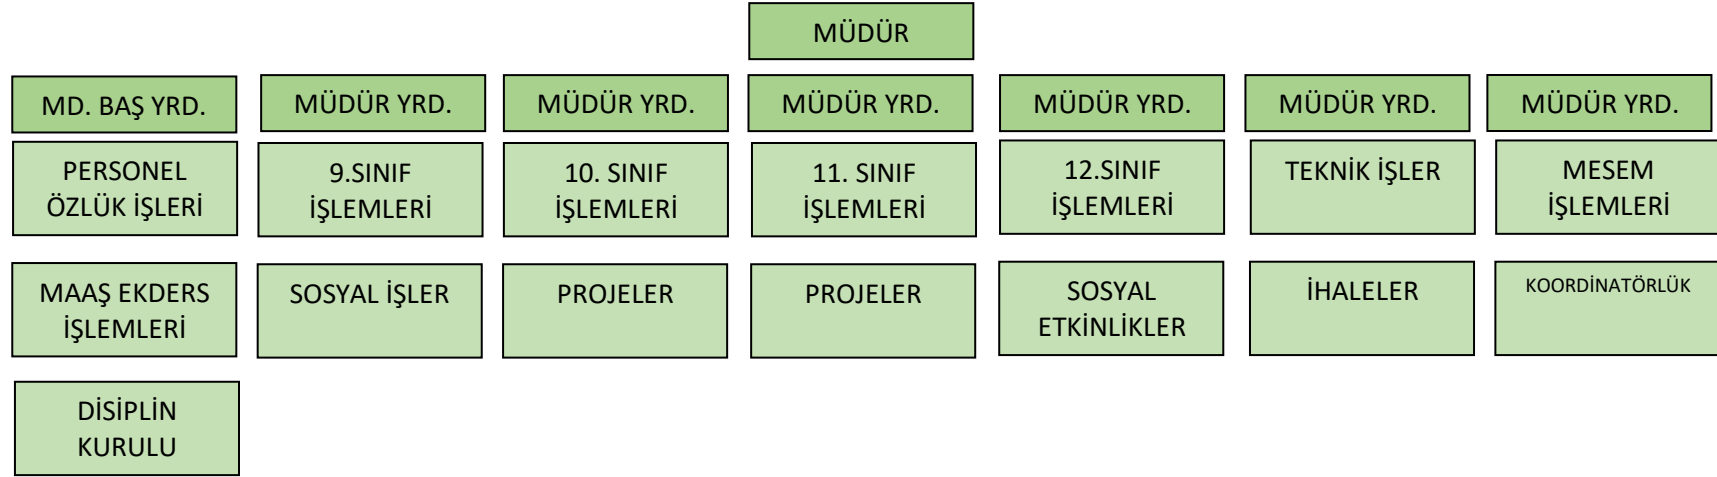 MÜDÜR
MD. BAŞ YRD.
MÜDÜR YRD.
MÜDÜR YRD.
MÜDÜR YRD.
MÜDÜR YRD.
MÜDÜR YRD.
MÜDÜR YRD.
PERSONEL
ÖZLÜK İŞLERİ
9.SINIF
İŞLEMLERİ
10. SINIF
İŞLEMLERİ
11. SINIF
İŞLEMLERİ
12.SINIF
İŞLEMLERİ
TEKNİK İŞLER
MESEM
İŞLEMLERİ
MAAŞ EKDERS
İŞLEMLERİ
SOSYAL İŞLER
PROJELER
PROJELER
SOSYAL
ETKİNLİKLER
İHALELER
KOORDİNATÖRLÜK
DİSİPLİN
KURULU